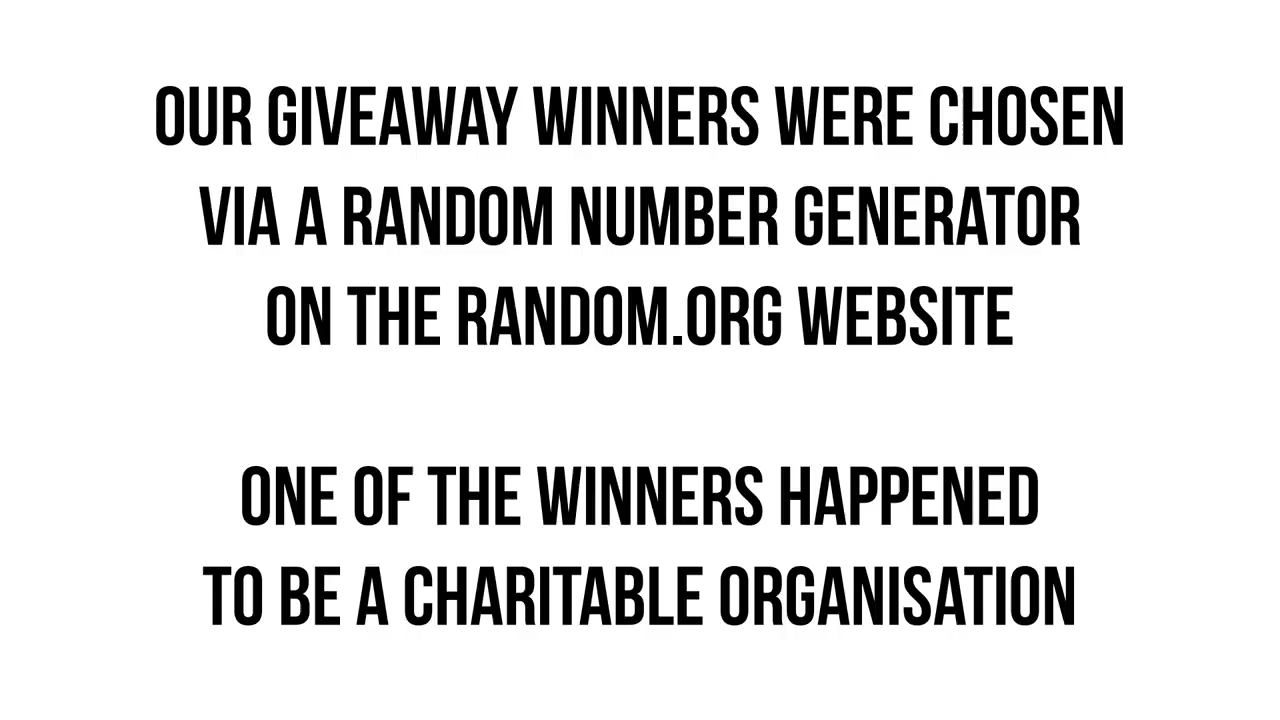 OUR GIVEAWAY WINNERS WERE CHOSEN
VIA A RANDOM NUMBER GENERATOR
ON THE RANDOM.ORG WEBSITE
ONE OF THE WINNERS HAPPENED
TO BE A CHARITABLE ORGANISATION